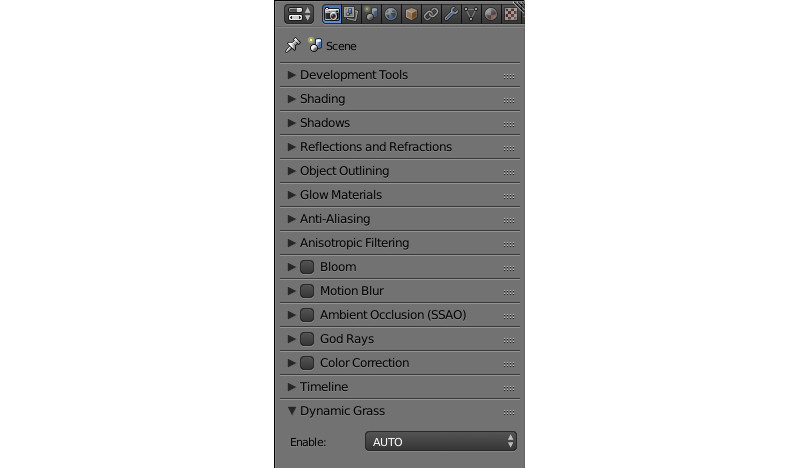 Scene
Development Tools
Shading
Shadows
Reflections and Refractions
Object Outlining
Glow Materials
Anti-Aliasing
Anisotropic Filtering
Bloom
Motion Blur
Ambient Occlusion (SSAO)
God Rays
Color Correction
Timeline
Dynamic Grass
Enable: AUTO